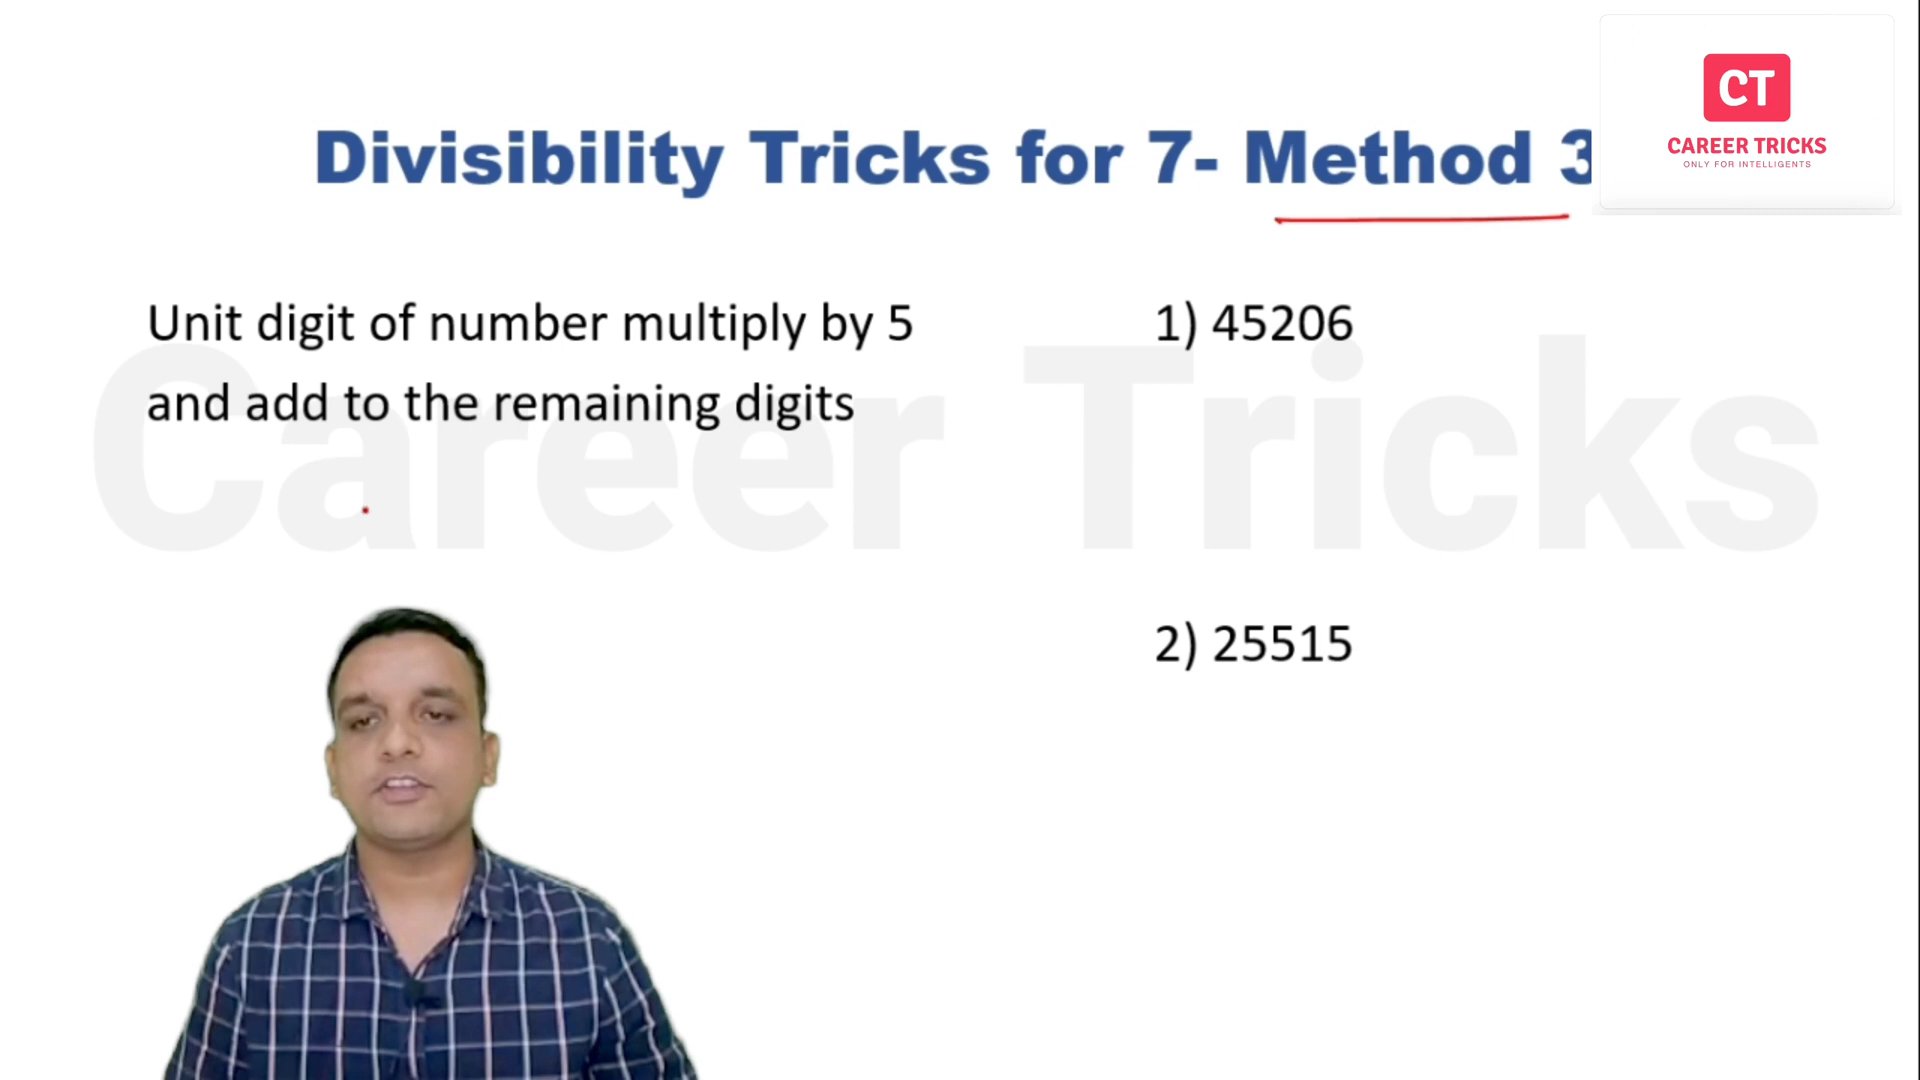 CT
CAREER TRICKS
ONLY FOR INTELLIGENTS
Divisibility Tricks for 7- Method 3
Unit digit of number multiply by 5
and add to the remaining digits
1) 45206
2) 25515
Career Tricks